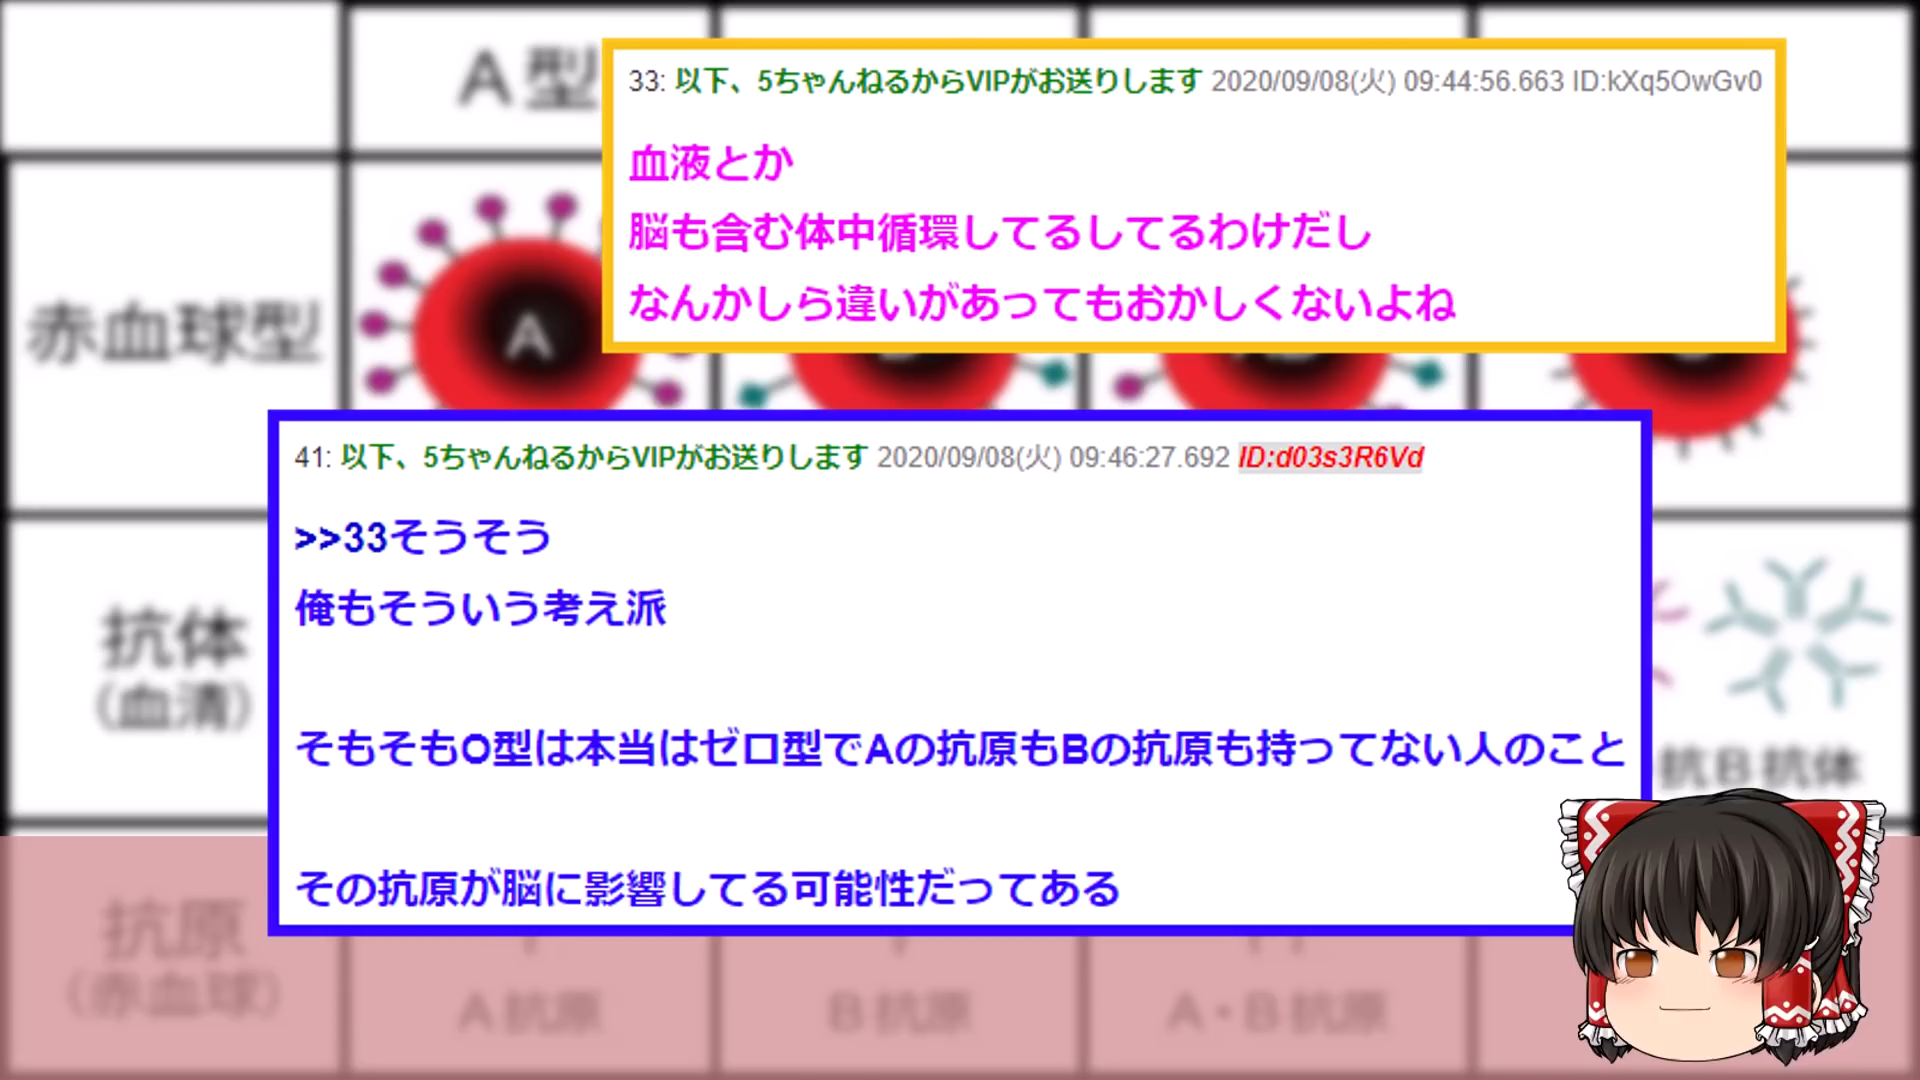 A型
33: 以下、5ちゃんねるからVIPがお送りします 2020/09/08(火) 09:44:56.663 ID:kXq5OwGv0
血液とか
脳も含む体中循環してるしてるわけだし
なんかしら違いがあってもおかしくないよね
赤血球型
A
41: 以下、5ちゃんねるからVIPがお送りします 2020/09/08(火) 09:46:27.692 ID:d03s3R6Vd
>>33そうそう
俺もそういう考え派
そもそもO型は本当はゼロ型でAの抗原もBの抗原も持ってない人のこと
その抗原が脳に影響してる可能性だってある
抗体
(血清)
抗B抗体
抗原
(赤血球)
A抗原
B抗原
A・B抗原